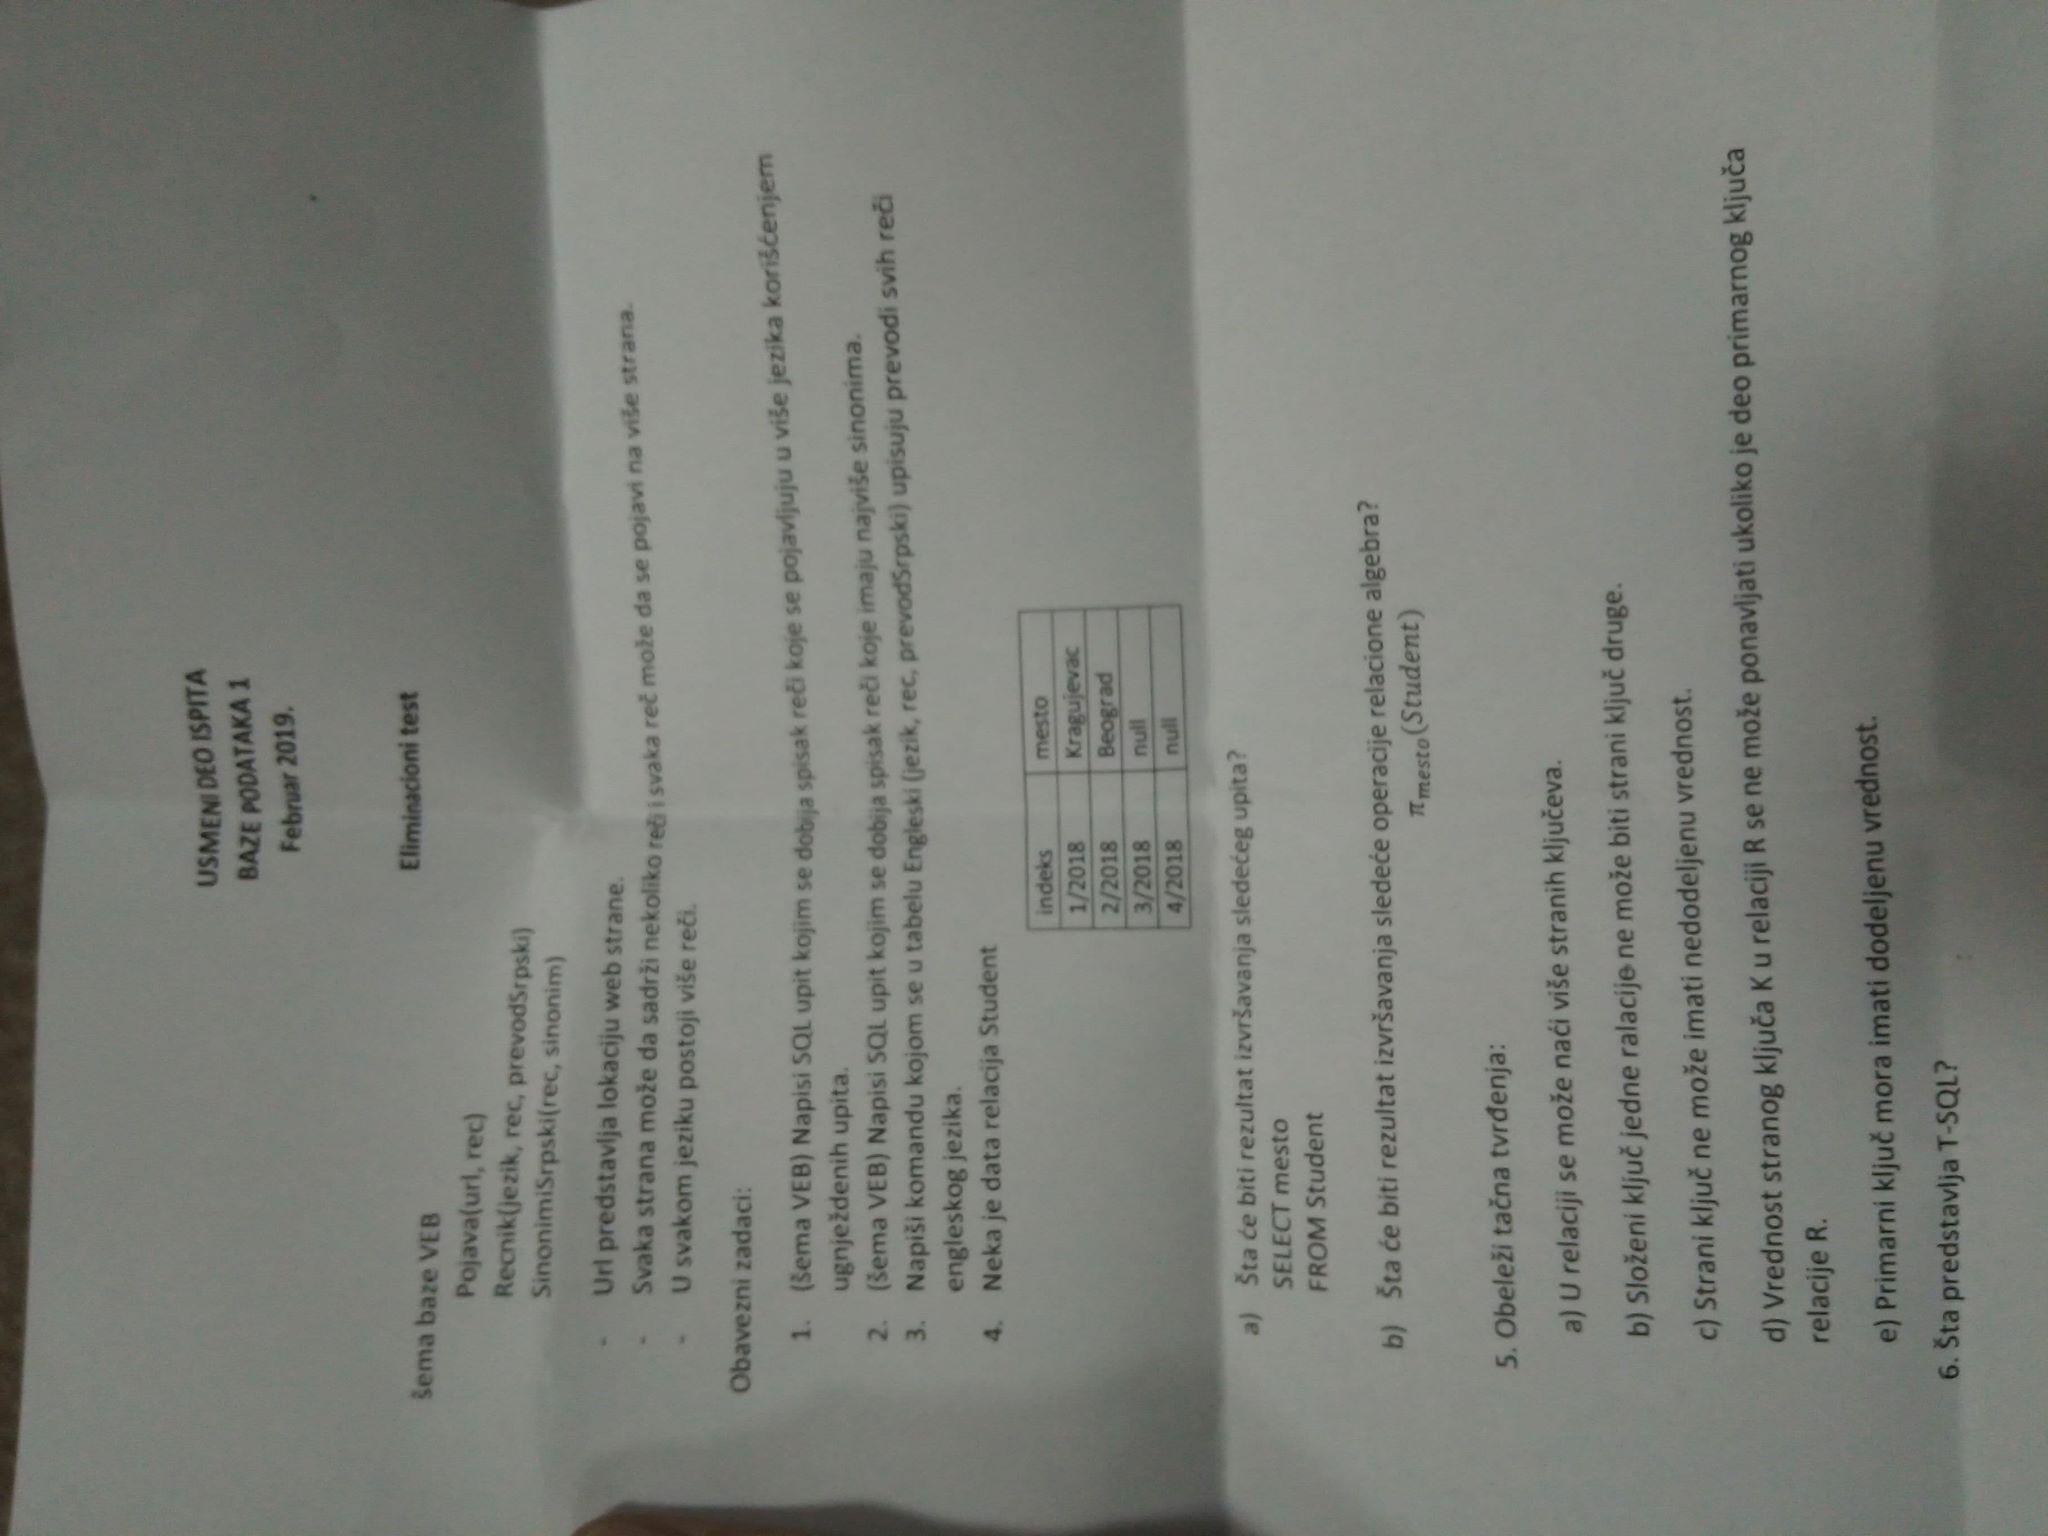 USMENI DEO ISPITA
BAZE PODATAKA 1
Februar 2019.
Eliminacioni test
šema baze VEB
Pojava(url, rec)
Recnik(jezik, rec, prevodSrpski)
SinonimiSrpski(rec, sinonim)
- Url predstavlja lokaciju web strane.
- Svaka strana može da sadrži nekoliko reči i svaka reč može da se pojavi na više strana.
- U svakom jeziku postoji više reči.
Obavezni zadaci:
1. (šema VEB) Napisi SQL upit kojim se dobija spisak reči koje se pojavljuju u više jezika korišćenjem
ugnježdenih upita.
2. (šema VEB) Napisi SQL upit kojim se dobija spisak reči koje imaju najviše sinonima.
3. Napiši komandu kojom se u tabelu Engleski (jezik, rec, prevodSrpski) upisuju prevodi svih reči
engleskog jezika.
4. Neka je data relacija Student
indeks mesto
1/2018 Kragujevac
2/2018 Beograd
3/2018 null
4/2018 null
a) Šta će biti rezultat izvršavanja sledećeg upita?
SELECT mesto
FROM Student
b) Šta će biti rezultat izvršavanja sledeće operacije relacione algebra?
π mesto (Student)
5. Obeleži tačna tvrđenja:
a) U relaciji se može naći više stranih ključeva.
b) Složeni ključ jedne ralacije ne može biti strani ključ druge.
c) Strani ključ ne može imati nedodeljenu vrednost.
d) Vrednost stranog ključa K u relaciji R se ne može ponavljati ukoliko je deo primarnog ključa
relacije R.
e) Primarni ključ mora imati dodeljenu vrednost.
6. Šta predstavlja T-SQL?